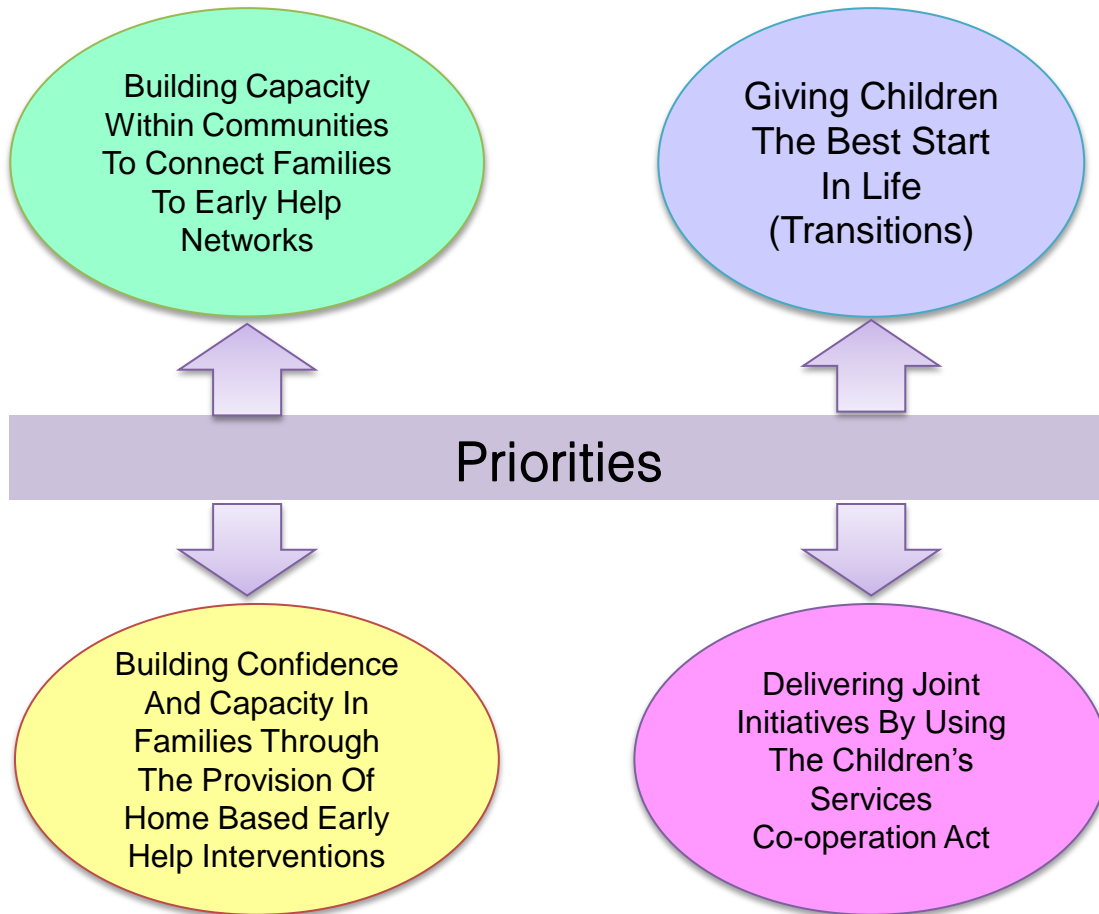 Building Capacity
Within Communities
To Connect Families
To Early Help
Networks
Giving Children
The Best Start
In Life
(Transitions)
Priorities
Building Confidence
And Capacity In
Families Through
The Provision Of
Home Based Early
Help Interventions
Delivering Joint
Initiatives By Using
The Children’s
Services
Co-operation Act